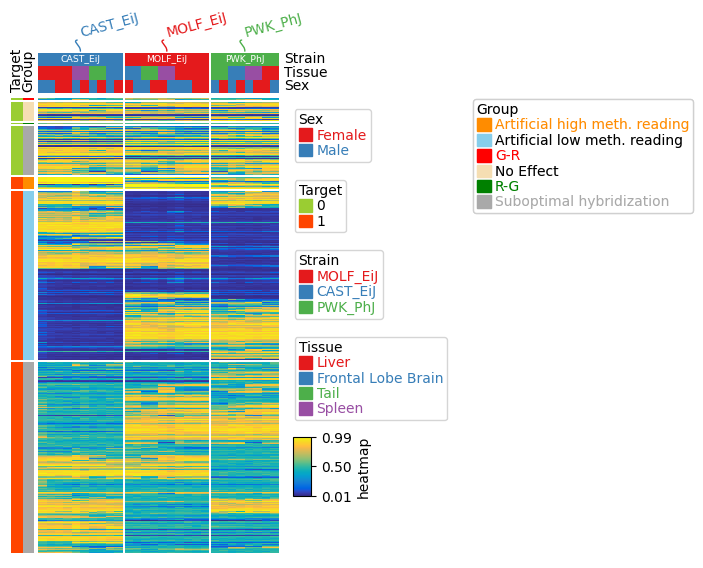 CAST_EiJ
MOLF_EiJ
PWK_PhJ
Target
Group
CAST_EiJ
MOLF_EiJ
PWK_PhJ
Strain
Tissue
Sex
Sex
Female
Male
Target
0
1
Strain
MOLF_EiJ
CAST_EiJ
PWK_PhJ
Tissue
Liver
Frontal Lobe Brain
Tail
Spleen
0.99
0.50
0.01
heatmap
Group
Artificial high meth. reading
Artificial low meth. reading
G-R
No Effect
R-G
Suboptimal hybridization